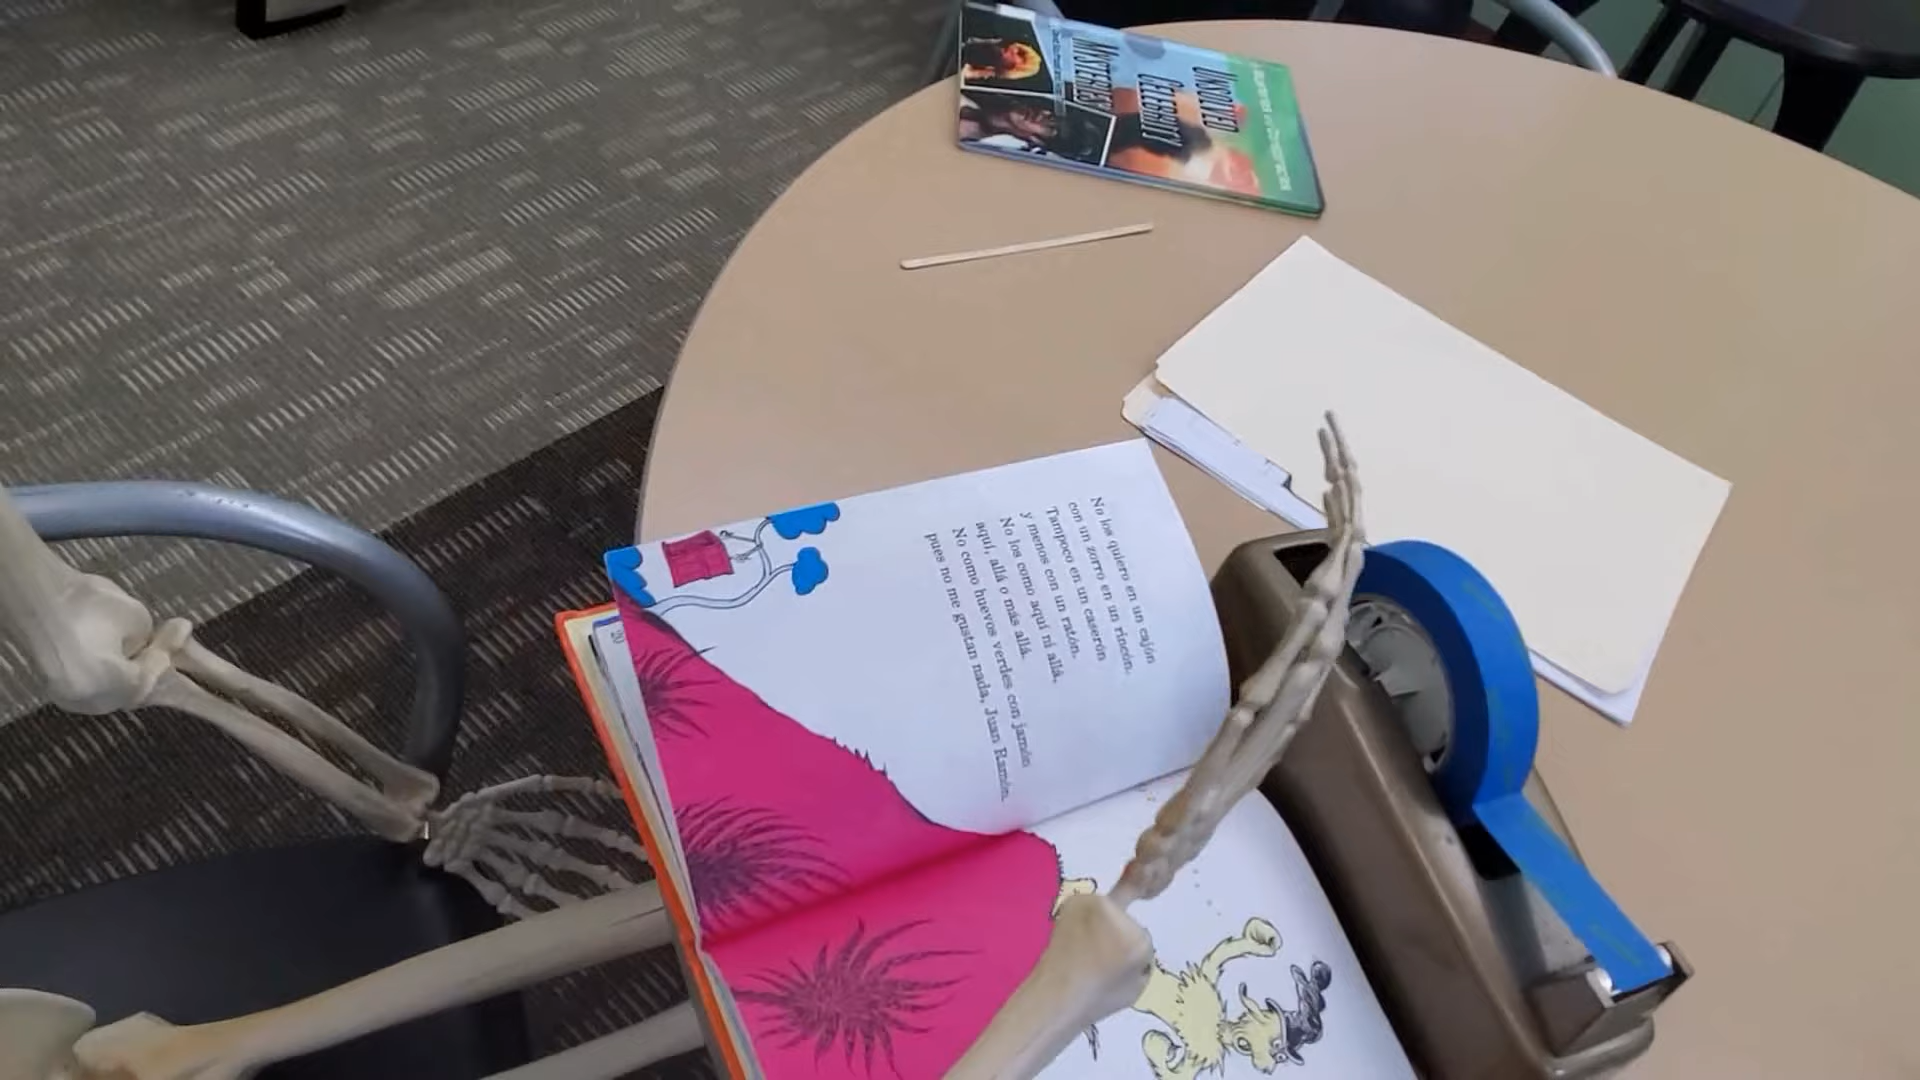 No los quiero en un cajón
con un zorro en un rincón.
Tampoco en un caserón
y menos con un ratón.
No los como aquí ni allá.
aquí, allá o más allá.
No como huevos verdes con jamón
pues no me gustan nada, Juan Ramón.
20
UNSOLVED
CELEBRITY
MYSTERIES